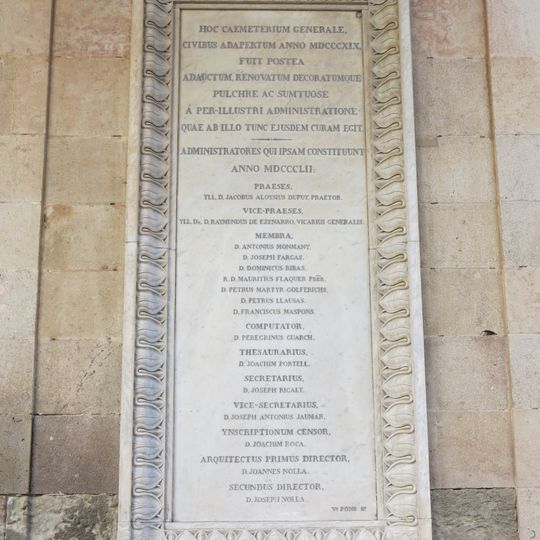 HOC CAEMETERIUM GENERALE,
CIVIBUS ADAPERTUM ANNO MDCCCXIX,
FUIT POSTEA
ADAUCTUM, RENOVATUM DECORATUMQUE
PULCHRE AC SUMTUOSE
Á PER-ILLUSTRI ADMINISTRATIONE
QUAE AB ILLO TUNC EJUSDEM CURAM EGIT.
ADMINISTRATORES QUI IPSAM CONSTITUUNT
ANNO MDCCCLII:
PRAESES,
YLL. D. JACOBUS ALOYSIUS DUPUY, PRAETOR.
VICE-PRAESES,
YLL. Ds. D. RAYMUNDUS DE EZENARRO, VICARIUS GENERALIS.
MEMBRA,
D. ANTONIUS MONMANY.
D. JOSEPH FARGAS.
D. DOMINICUS RIBAS.
R. D. MAURITIUS FLAQUER PBER.
D. PETRUS MARTYR GOLFERICHS.
D. PETRUS LLAUSAS.
D. FRANCISCUS MASPONS.
COMPUTATOR,
D. PEREGRINUS GUARCH.
THESAURARIUS,
D. JOACHIM PORTELL.
SECRETARIUS,
D. JOSEPH RIGALT.
VICE-SECRETARIUS,
D. JOSEPH ANTONIUS JAUMAR.
YNSCRIPTIONUM CENSOR,
D. JOACHIM ROCA.
ARQUITECTUS PRIMUS DIRECTOR,
D. JOANNES NOLLA.
SECUNDUS DIRECTOR,
D. JOSEPH NOLLA.
PONS